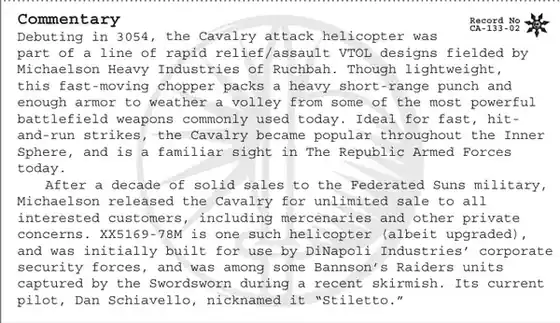 Commentary
Record No
CA-133-02
Debuting in 3054, the Cavalry attack helicopter was
part of a line of rapid relief/assault VTOL designs fielded by
Michaelson Heavy Industries of Ruchbah. Though lightweight,
this fast-moving chopper packs a heavy short-range punch and
enough armor to weather a volley from some of the most powerful
battlefield weapons commonly used today. Ideal for fast, hit-
and-run strikes, the Cavalry became popular throughout the Inner
Sphere, and is a familiar sight in The Republic Armed Forces
today.
After a decade of solid sales to the Federated Suns military,
Michaelson released the Cavalry for unlimited sale to all
interested customers, including mercenaries and other private
concerns. XX5169-78M is one such helicopter (albeit upgraded),
and was initially built for use by DiNapoli Industries’ corporate
security forces, and was among some Bannson’s Raiders units
captured by the Swordsworn during a recent skirmish. Its current
pilot, Dan Schiavello, nicknamed it “Stiletto.”